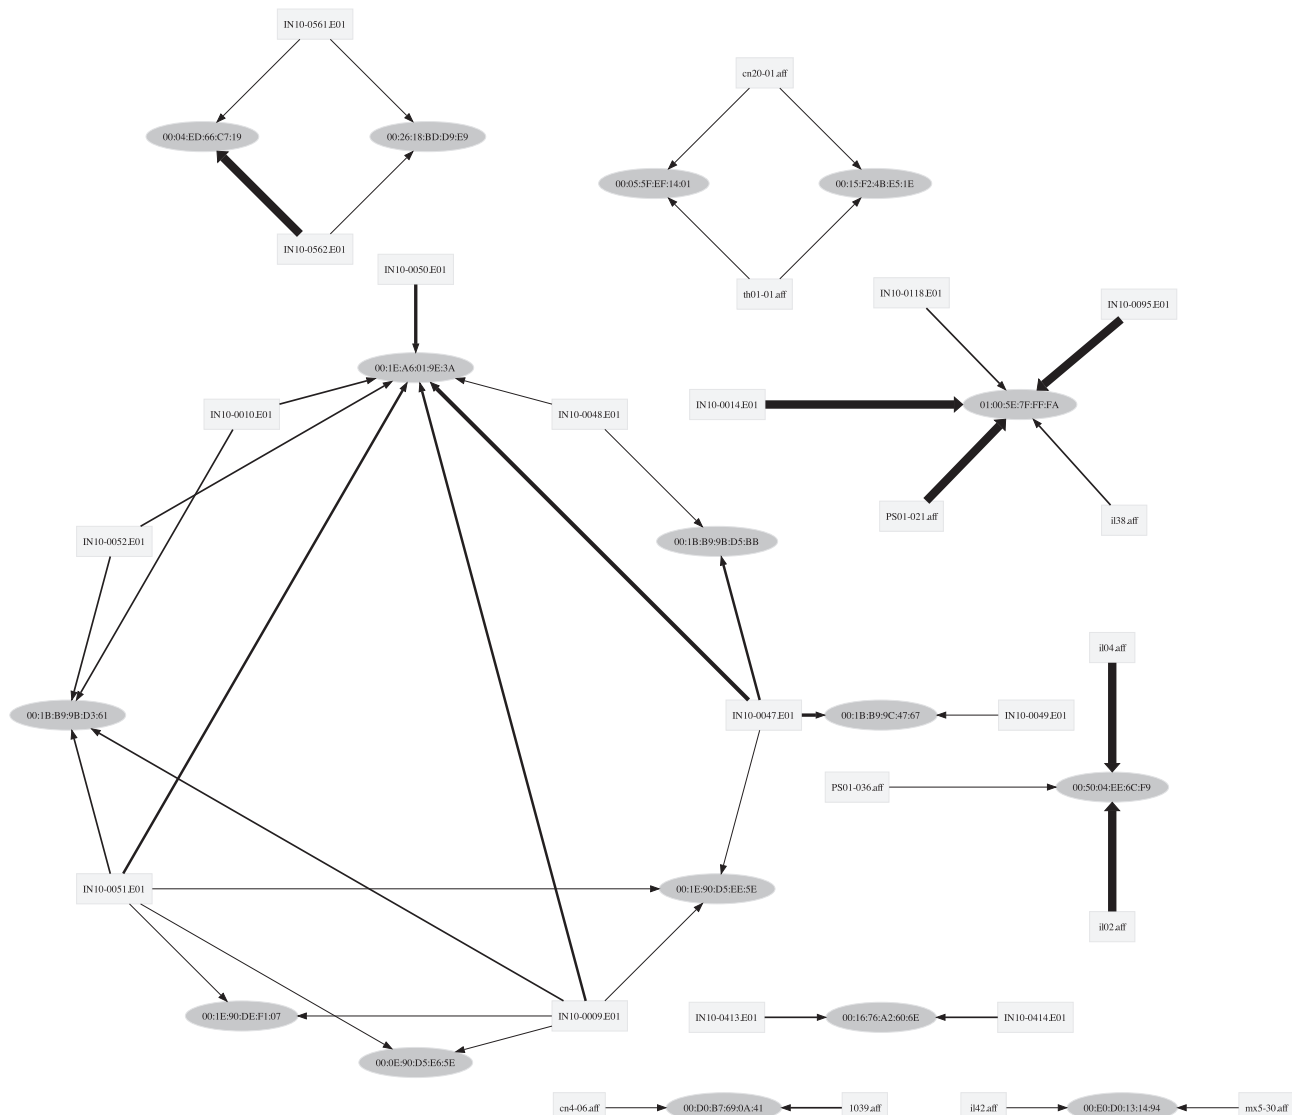 IN10-0561.E01
cn20-01.aff
00:04:ED:66:C7:19
00:26:18:BD:D9:E9
00:05:5F:EF:14:01
00:15:F2:4B:E5:1E
IN10-0562.E01
IN10-0050.E01
th01-01.aff
IN10-0118.E01
IN10-0095.E01
00:1E:A6:01:9E:3A
IN10-0010.E01
IN10-0048.E01
IN10-0014.E01
01:00:5E:7F:FF:FA
PS01-021.aff
il38.aff
IN10-0052.E01
00:1B:B9:9B:D5:BB
il04.aff
00:1B:B9:9B:D3:61
IN10-0047.E01
00:1B:B9:9C:47:67
IN10-0049.E01
PS01-036.aff
00:50:04:EE:6C:F9
IN10-0051.E01
00:1E:90:D5:EE:5E
il02.aff
00:1E:90:DE:F1:07
IN10-0009.E01
IN10-0413.E01
00:16:76:A2:60:6E
IN10-0414.E01
00:0E:90:D5:E6:5E
cn4-06.aff
00:D0:B7:69:0A:41
1039.aff
il42.aff
00:E0:D0:13:14:94
mx5-30.aff